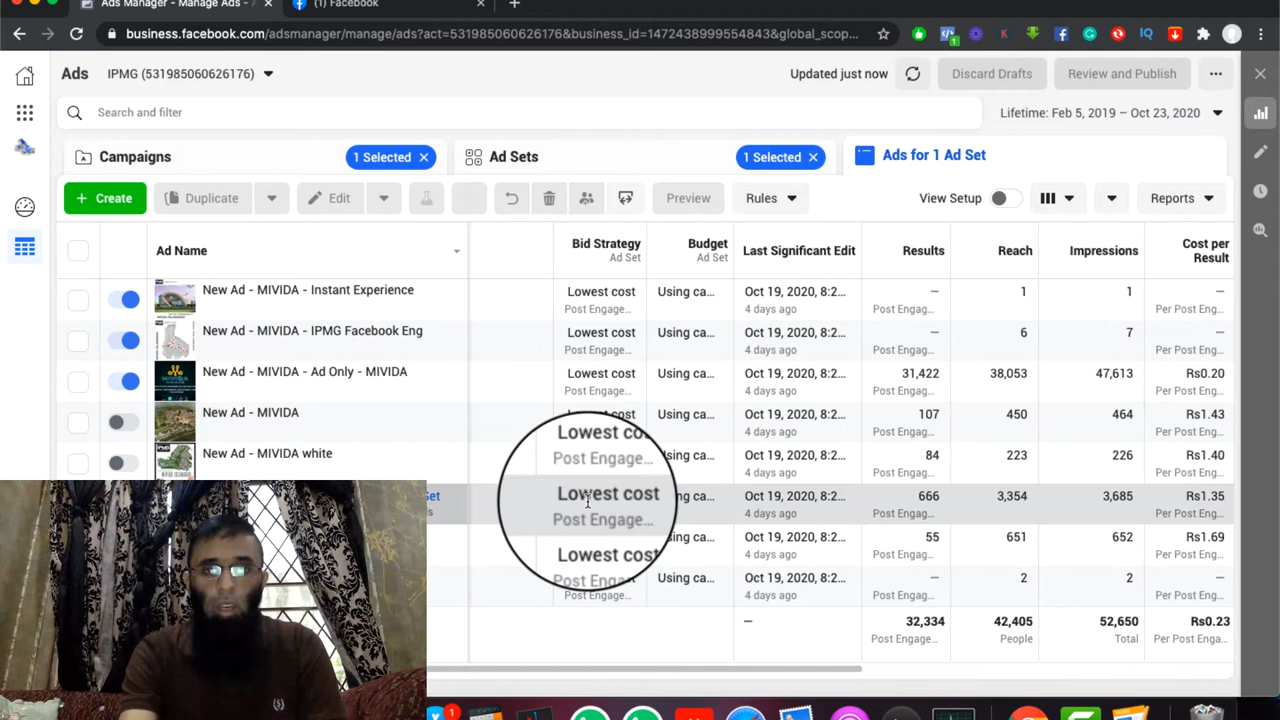 Ads Manager - Manage Ads - A
(1) Facebook
business.facebook.com/adsmanager/manage/ads?act=531985060626176&business_id=1472438999554843&global_scop...
Ads IPMG (531985060626176) Updated just now Discard Drafts Review and Publish
Search and filter Lifetime: Feb 5, 2019 – Oct 23, 2020
Campaigns 1 Selected Ad Sets 1 Selected Ads for 1 Ad Set
+ Create Duplicate Edit Preview Rules View Setup Reports
Ad Name Bid Strategy Budget Last Significant Edit Results Reach Impressions Cost per Result
Ad Set Ad Set
New Ad - MIVIDA - Instant Experience Lowest cost Using ca... Oct 19, 2020, 8:2... — 1 1 —
Post Engage... 4 days ago Post Engag... Per Post Eng...
New Ad - MIVIDA - IPMG Facebook Eng Lowest cost Using ca... Oct 19, 2020, 8:2... — 6 7 —
Post Engage... 4 days ago Post Engag... Per Post Eng...
New Ad - MIVIDA - Ad Only - MIVIDA Lowest cost Using ca... Oct 19, 2020, 8:2... 31,422 38,053 47,613 Rs0.20
Post Engage... 4 days ago Post Engag... Per Post Eng...
New Ad - MIVIDA Lowest cost Using ca... Oct 19, 2020, 8:2... 107 450 464 Rs1.43
4 days ago Post Engag... Per Post Eng...
New Ad - MIVIDA white Lowest co sing ca... Oct 19, 2020, 8:2... 84 223 226 Rs1.40
Post Engage... 4 days ago Post Engag... Per Post Eng...
Set Lowest cost ng ca... Oct 19, 2020, 8:2... 666 3,354 3,685 Rs1.35
Post Engage... 4 days ago Post Engag... Per Post Eng...
Lowest cost ing ca... Oct 19, 2020, 8:2... 55 651 652 Rs1.69
4 days ago Post Engag... Per Post Eng...
Post Enga Using ca... Oct 19, 2020, 8:2... — 2 2 —
Post Engage... 4 days ago Post Engag... Per Post Eng...
— 32,334 42,405 52,650 Rs0.23
Post Engage... People Total Per Post Enga...
1